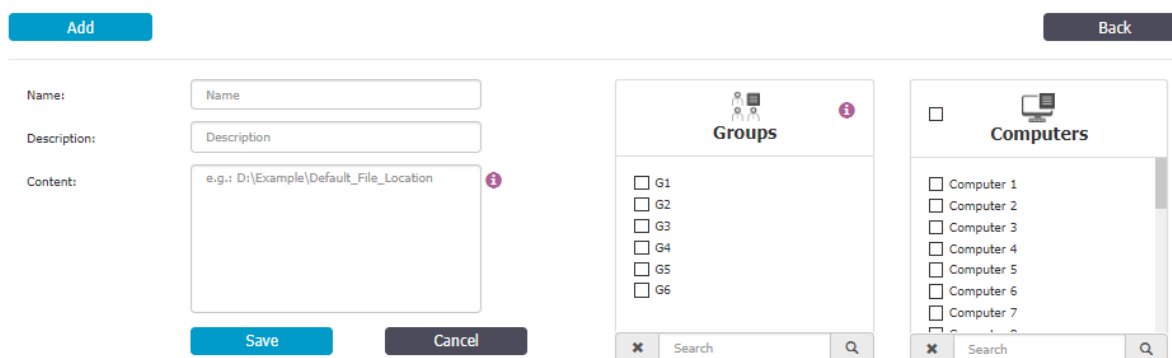 Add
Back
Name:
Name
Description:
Description
Content:
e.g.: D:\Example\Default_File_Location
Save
Cancel
Groups
G1
G2
G3
G4
G5
G6
Search
Computers
Computer 1
Computer 2
Computer 3
Computer 4
Computer 5
Computer 6
Computer 7
Search